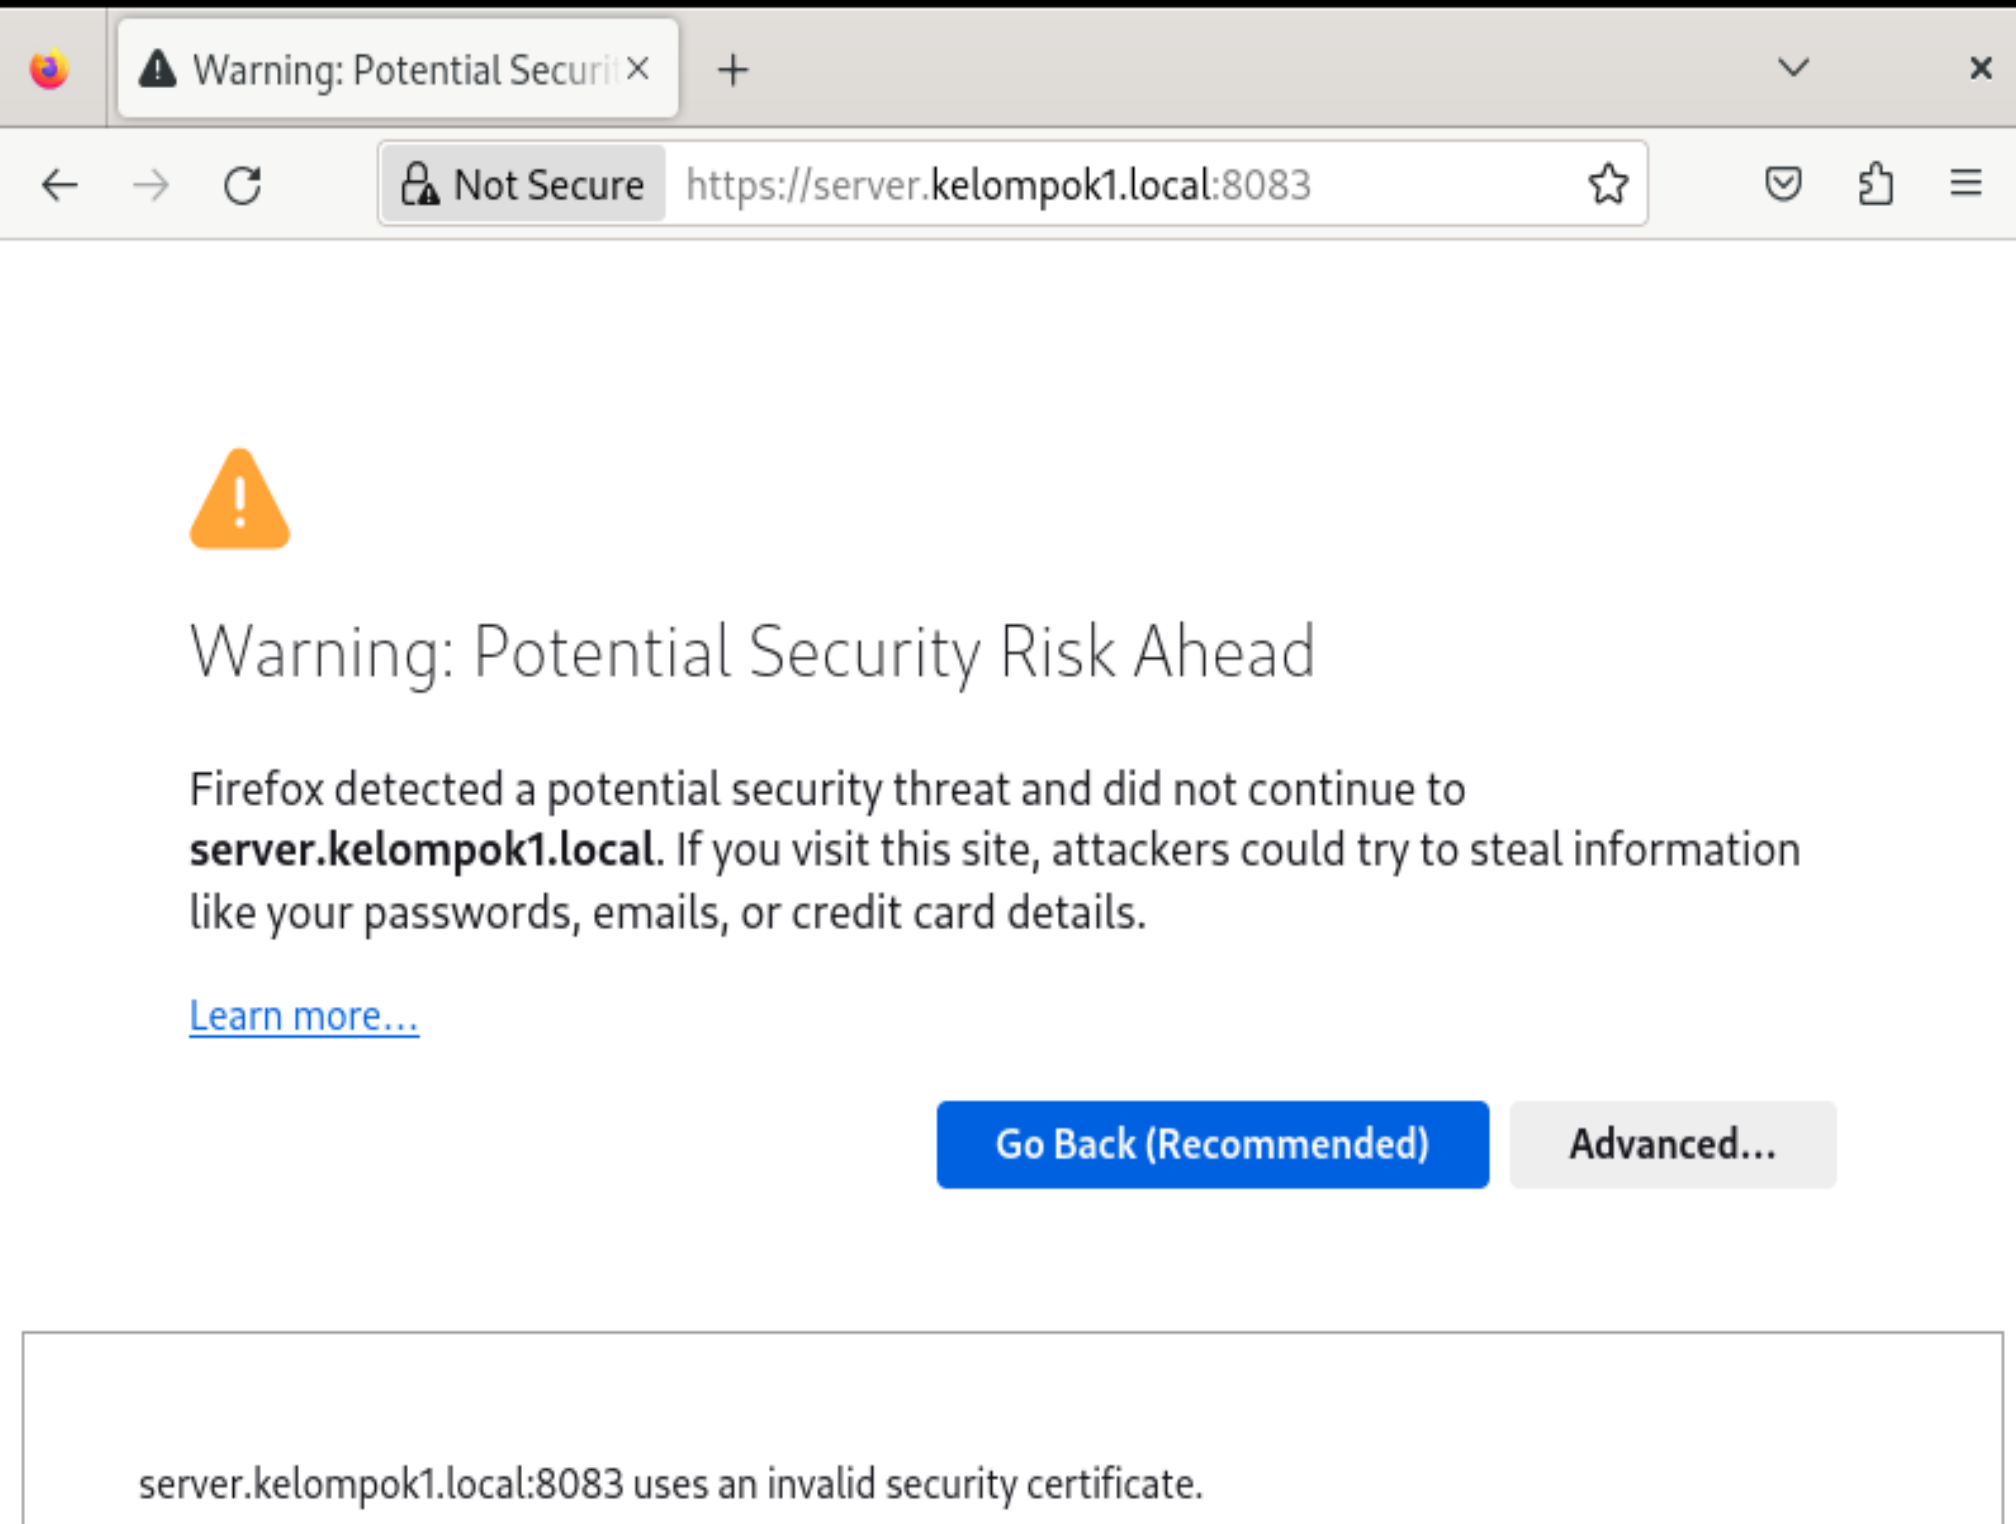 Warning: Potential Securit
Not Secure https://server.kelompok1.local:8083
Warning: Potential Security Risk Ahead
Firefox detected a potential security threat and did not continue to
server.kelompok1.local. If you visit this site, attackers could try to steal information
like your passwords, emails, or credit card details.
Learn more…
Go Back (Recommended) Advanced…
server.kelompok1.local:8083 uses an invalid security certificate.